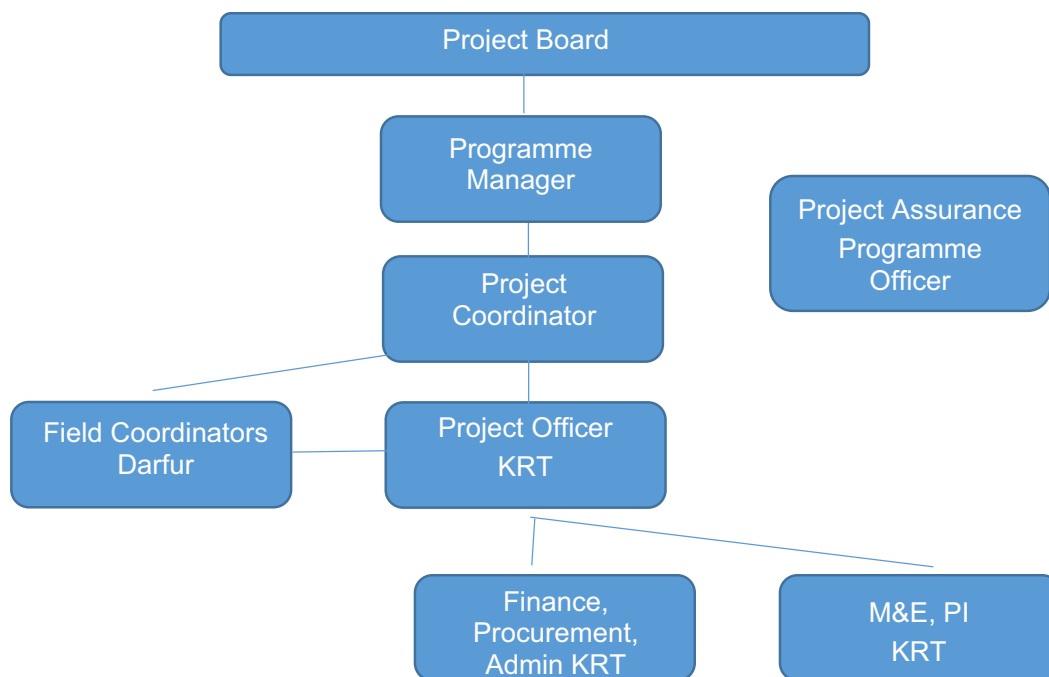 Project Board
Programme
Manager
Project Assurance
Programme
Officer
Project
Coordinator
Field Coordinators
Darfur
Project Officer
KRT
Finance,
Procurement,
Admin KRT
M&E, PI
KRT